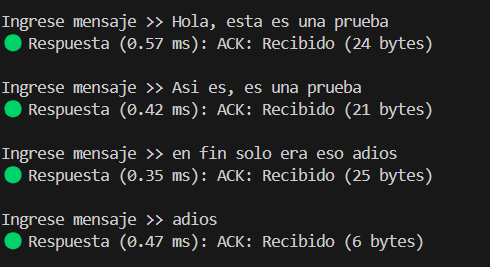 Ingrese mensaje >> Hola, esta es una prueba
Respuesta (0.57 ms): ACK: Recibido (24 bytes)
Ingrese mensaje >> Asi es, es una prueba
Respuesta (0.42 ms): ACK: Recibido (21 bytes)
Ingrese mensaje >> en fin solo era eso adios
Respuesta (0.35 ms): ACK: Recibido (25 bytes)
Ingrese mensaje >> adios
Respuesta (0.47 ms): ACK: Recibido (6 bytes)